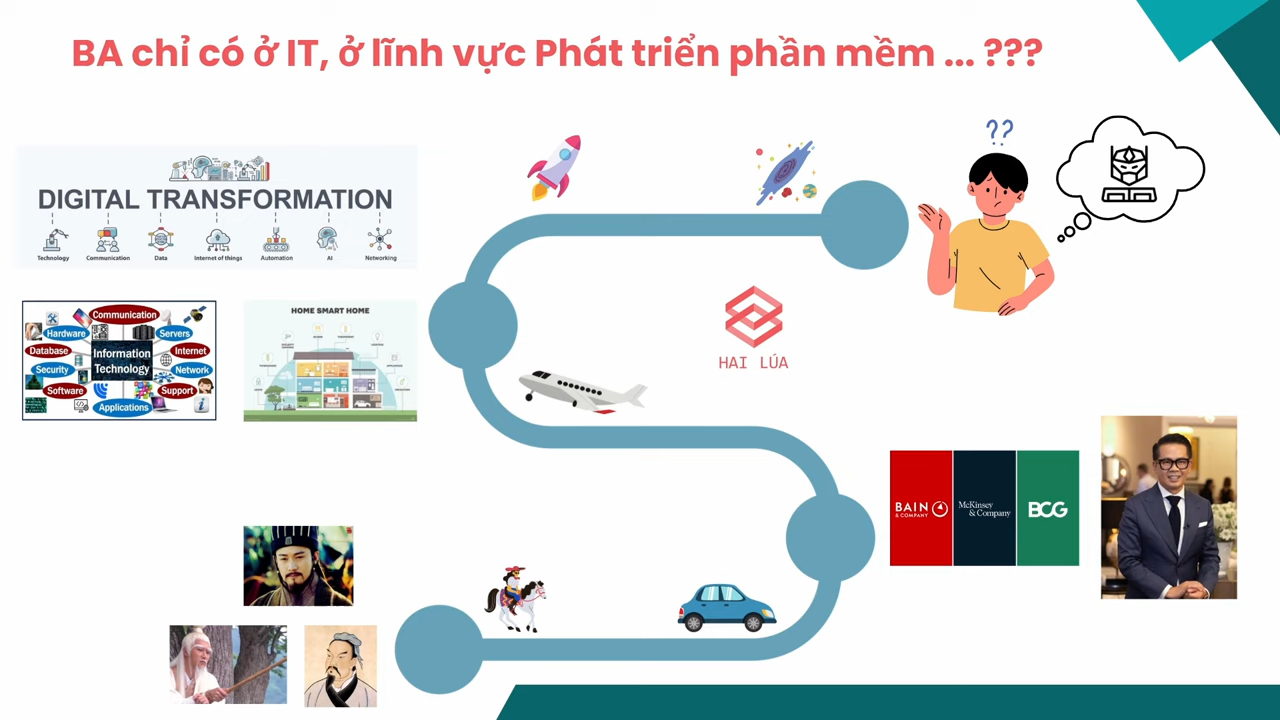 BA chỉ có ở IT, ở lĩnh vực Phát triển phần mềm ... ???
??
DIGITAL TRANSFORMATION
Technology Communication Data Internet of things Automation AI Networking
Communication
Hardware Servers
Database Information Technology Internet
Security Network
Software Support
Applications
HOME SMART HOME
HAI LÚA
BAIN & COMPANY
McKinsey & Company
BCG